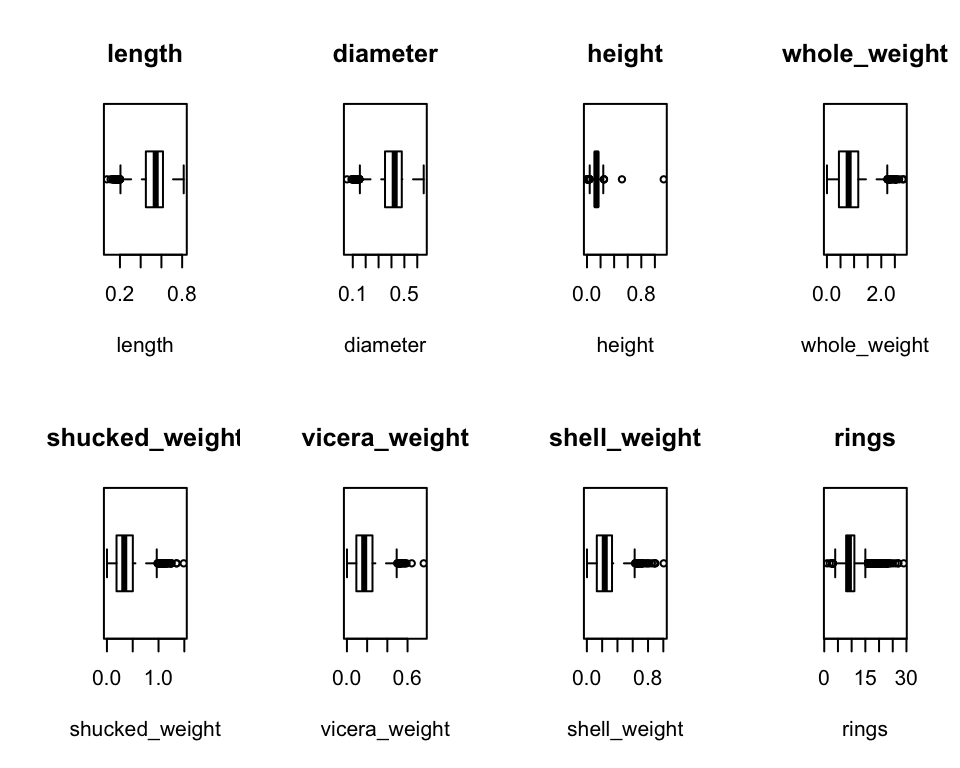 length diameter height whole_weight
0.2 0.8 0.1 0.5 0.0 0.8 0.0 2.0
length diameter height whole_weight
shucked_weight vicera_weight shell_weight rings
0.0 1.0 0.0 0.6 0.0 0.8 0 15 30
shucked_weight vicera_weight shell_weight rings